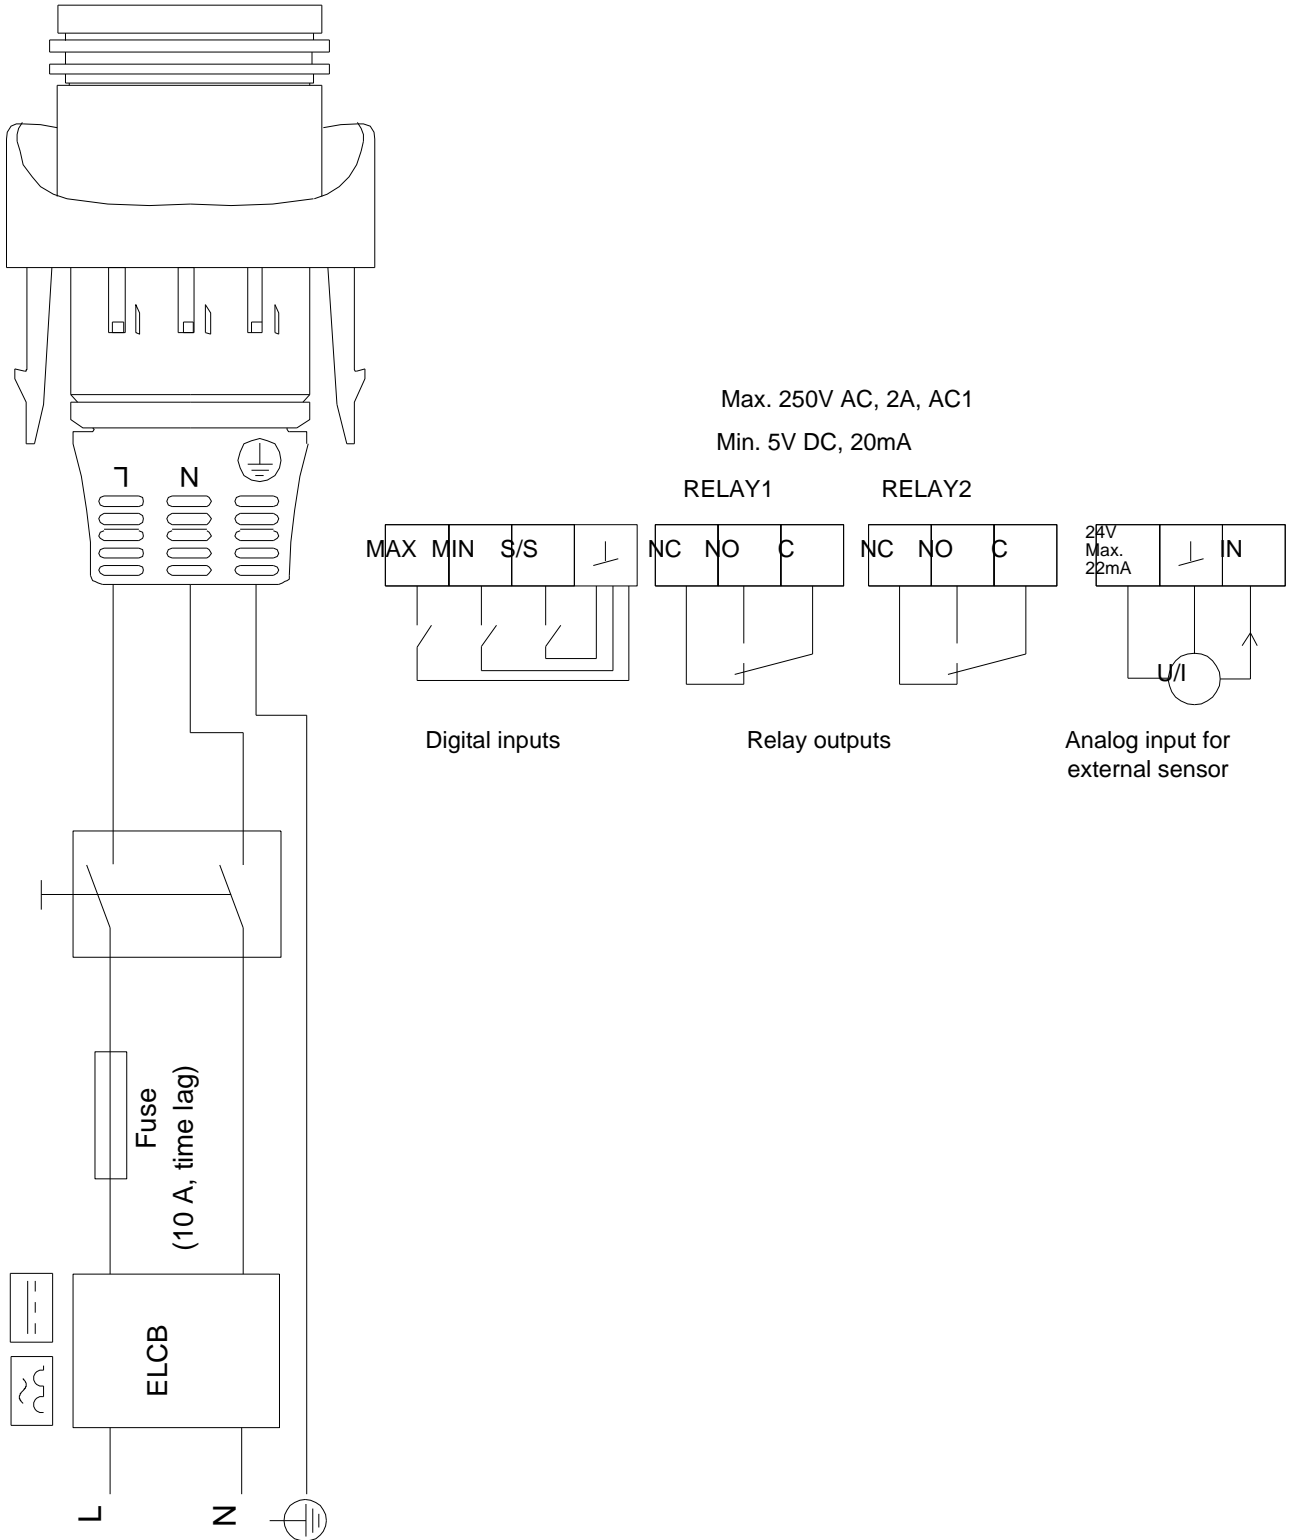 Max. 250V AC, 2A, AC1
Min. 5V DC, 20mA
RELAY1
RELAY2
L
N
MAX
MIN
S/S
NC
NO
C
NC
NO
C
24V
Max.
22mA
IN
U/I
Digital inputs
Relay outputs
Analog input for
external sensor
Fuse
(10 A, time lag)
ELCB
L
N